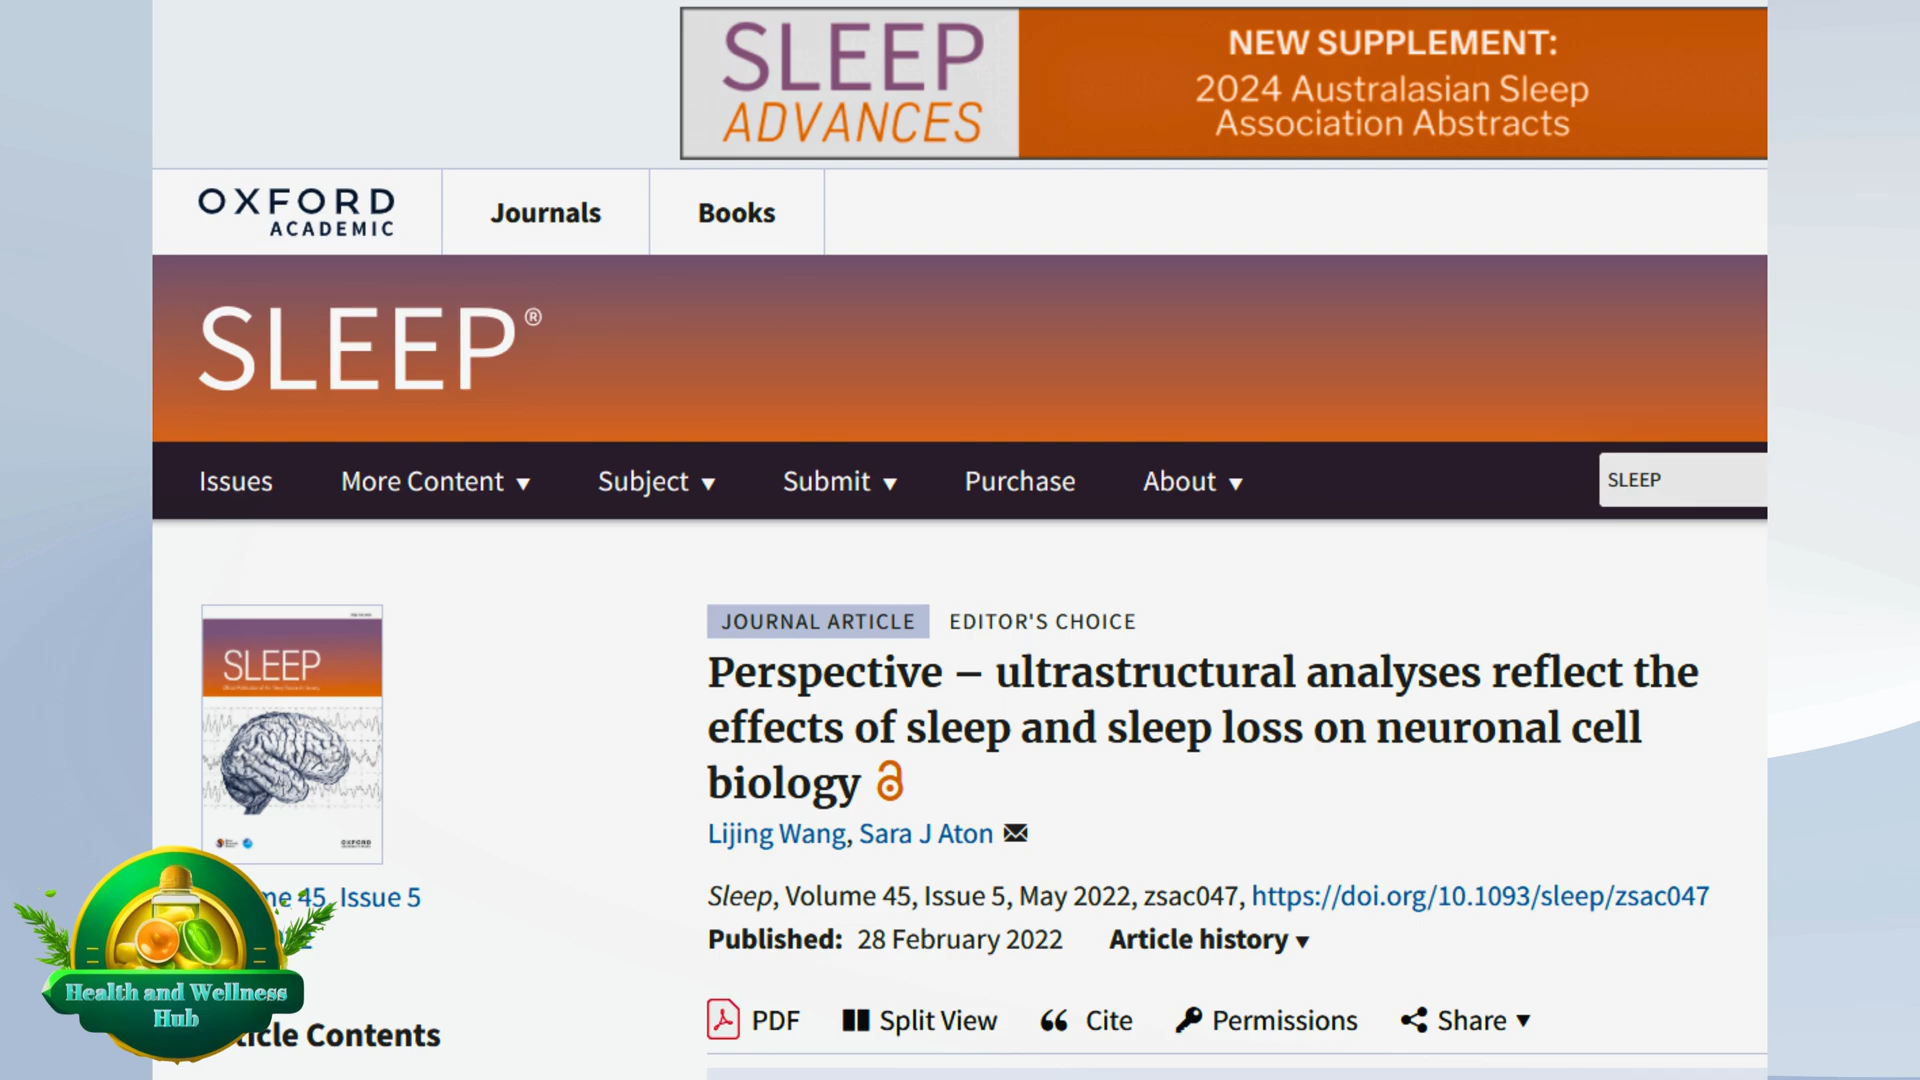 SLEEP
ADVANCES
NEW SUPPLEMENT:
2024 Australasian Sleep
Association Abstracts
OXFORD
ACADEMIC
Journals
Books
SLEEP®
Issues
More Content ▼
Subject ▼
Submit ▼
Purchase
About ▼
SLEEP
SLEEP
OXFORD
me 45, Issue 5
JOURNAL ARTICLE
EDITOR'S CHOICE
Perspective – ultrastructural analyses reflect the
effects of sleep and sleep loss on neuronal cell
biology
Lijing Wang, Sara J Aton
Sleep, Volume 45, Issue 5, May 2022, zsac047, https://doi.org/10.1093/sleep/zsac047
Published: 28 February 2022
Article history ▼
PDF
Split View
Cite
Permissions
Share ▼
ticle Contents
Health and Wellness
Hub